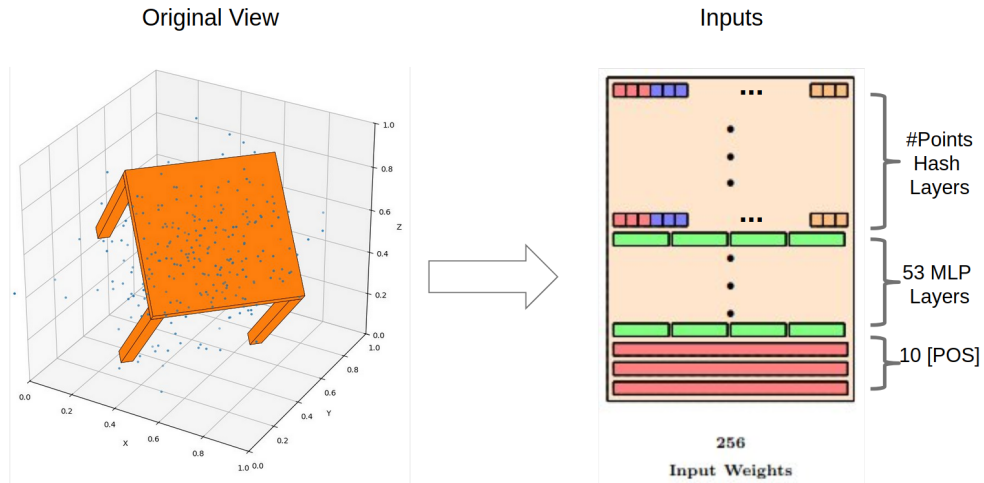 Original View
Inputs
1.0
0.8
0.6
Z
0.4
0.2
0.0
1.0
0.8
0.6
Y
0.4
0.2
0.0
0.0
0.2
0.4
X
0.6
0.8
1.0
...
...
#Points
Hash
Layers
53 MLP
Layers
10 [POS]
256
Input Weights